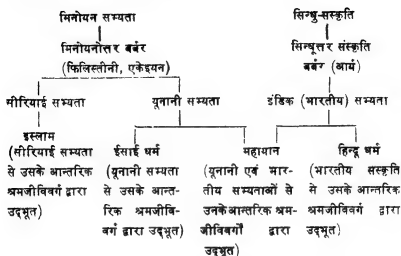 मिनोयन सभ्यता सिन्धु-संस्कृति
मिनोयनोत्तर बर्बर सिन्धूत्तर संस्कृति
(फिलिस्तीनी, एकेइयन) बर्बर (आर्य)
सीरियाई सभ्यता यूनानी सभ्यता इंडिक (भारतीय) सभ्यता
इस्लाम ईसाई धर्म महायान हिन्दू धर्म
(सीरियाई सभ्यता (यूनानी सभ्यता (यूनानी एवं भार- (भारतीय संस्कृति
से उसके आन्तरिक से उसके आन्त- तीय सभ्यताओं से से उसके आन्तरिक
श्रमजीविवर्ग द्वारा रिक श्रमजीवि- उनके आन्तरिक श्रम- श्रमजीविवर्ग द्वारा
उद्भूत) वर्ग द्वारा उद्भूत) जीविवर्गों द्वारा उद्भूत)
उद्भूत)